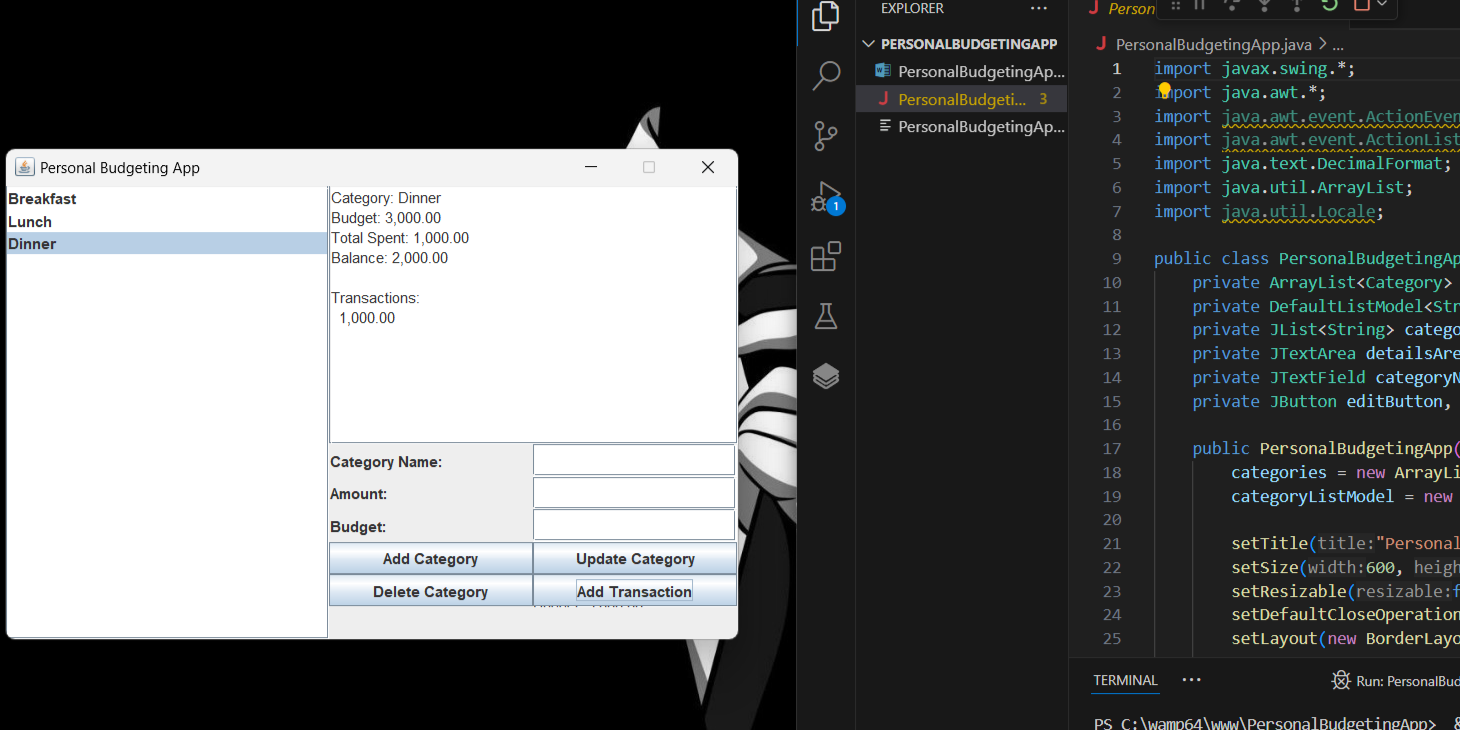 Personal Budgeting App
Breakfast
Lunch
Dinner
Category: Dinner
Budget: 3,000.00
Total Spent: 1,000.00
Balance: 2,000.00
Transactions:
1,000.00
Category Name:
Amount:
Budget:
Add Category
Update Category
Delete Category
Add Transaction
1
EXPLORER
PERSONALBUDGETINGAPP
PersonalBudgetingAp...
J PersonalBudgeti... 3
PersonalBudgetingAp...
J Person
J PersonalBudgetingApp.java > ...
1 import javax.swing.*;
2 import java.awt.*;
3 import java.awt.event.ActionEven
4 import java.awt.event.ActionList
5 import java.text.DecimalFormat;
6 import java.util.ArrayList;
7 import java.util.Locale;
8
9 public class PersonalBudgetingAp
10 private ArrayList<Category>
11 private DefaultListModel<Str
12 private JList<String> catego
13 private JTextArea detailsAre
14 private JTextField categoryN
15 private JButton editButton,
16
17 public PersonalBudgetingApp(
18 categories = new ArrayLi
19 categoryListModel = new
20
21 setTitle(title:"Personal
22 setSize(width:600, heigh
23 setResizable(resizable:f
24 setDefaultCloseOperation
25 setLayout(new BorderLayo
TERMINAL
Run: PersonalBud
PS C:\wamp64\www\PersonalBudgetingApp> &